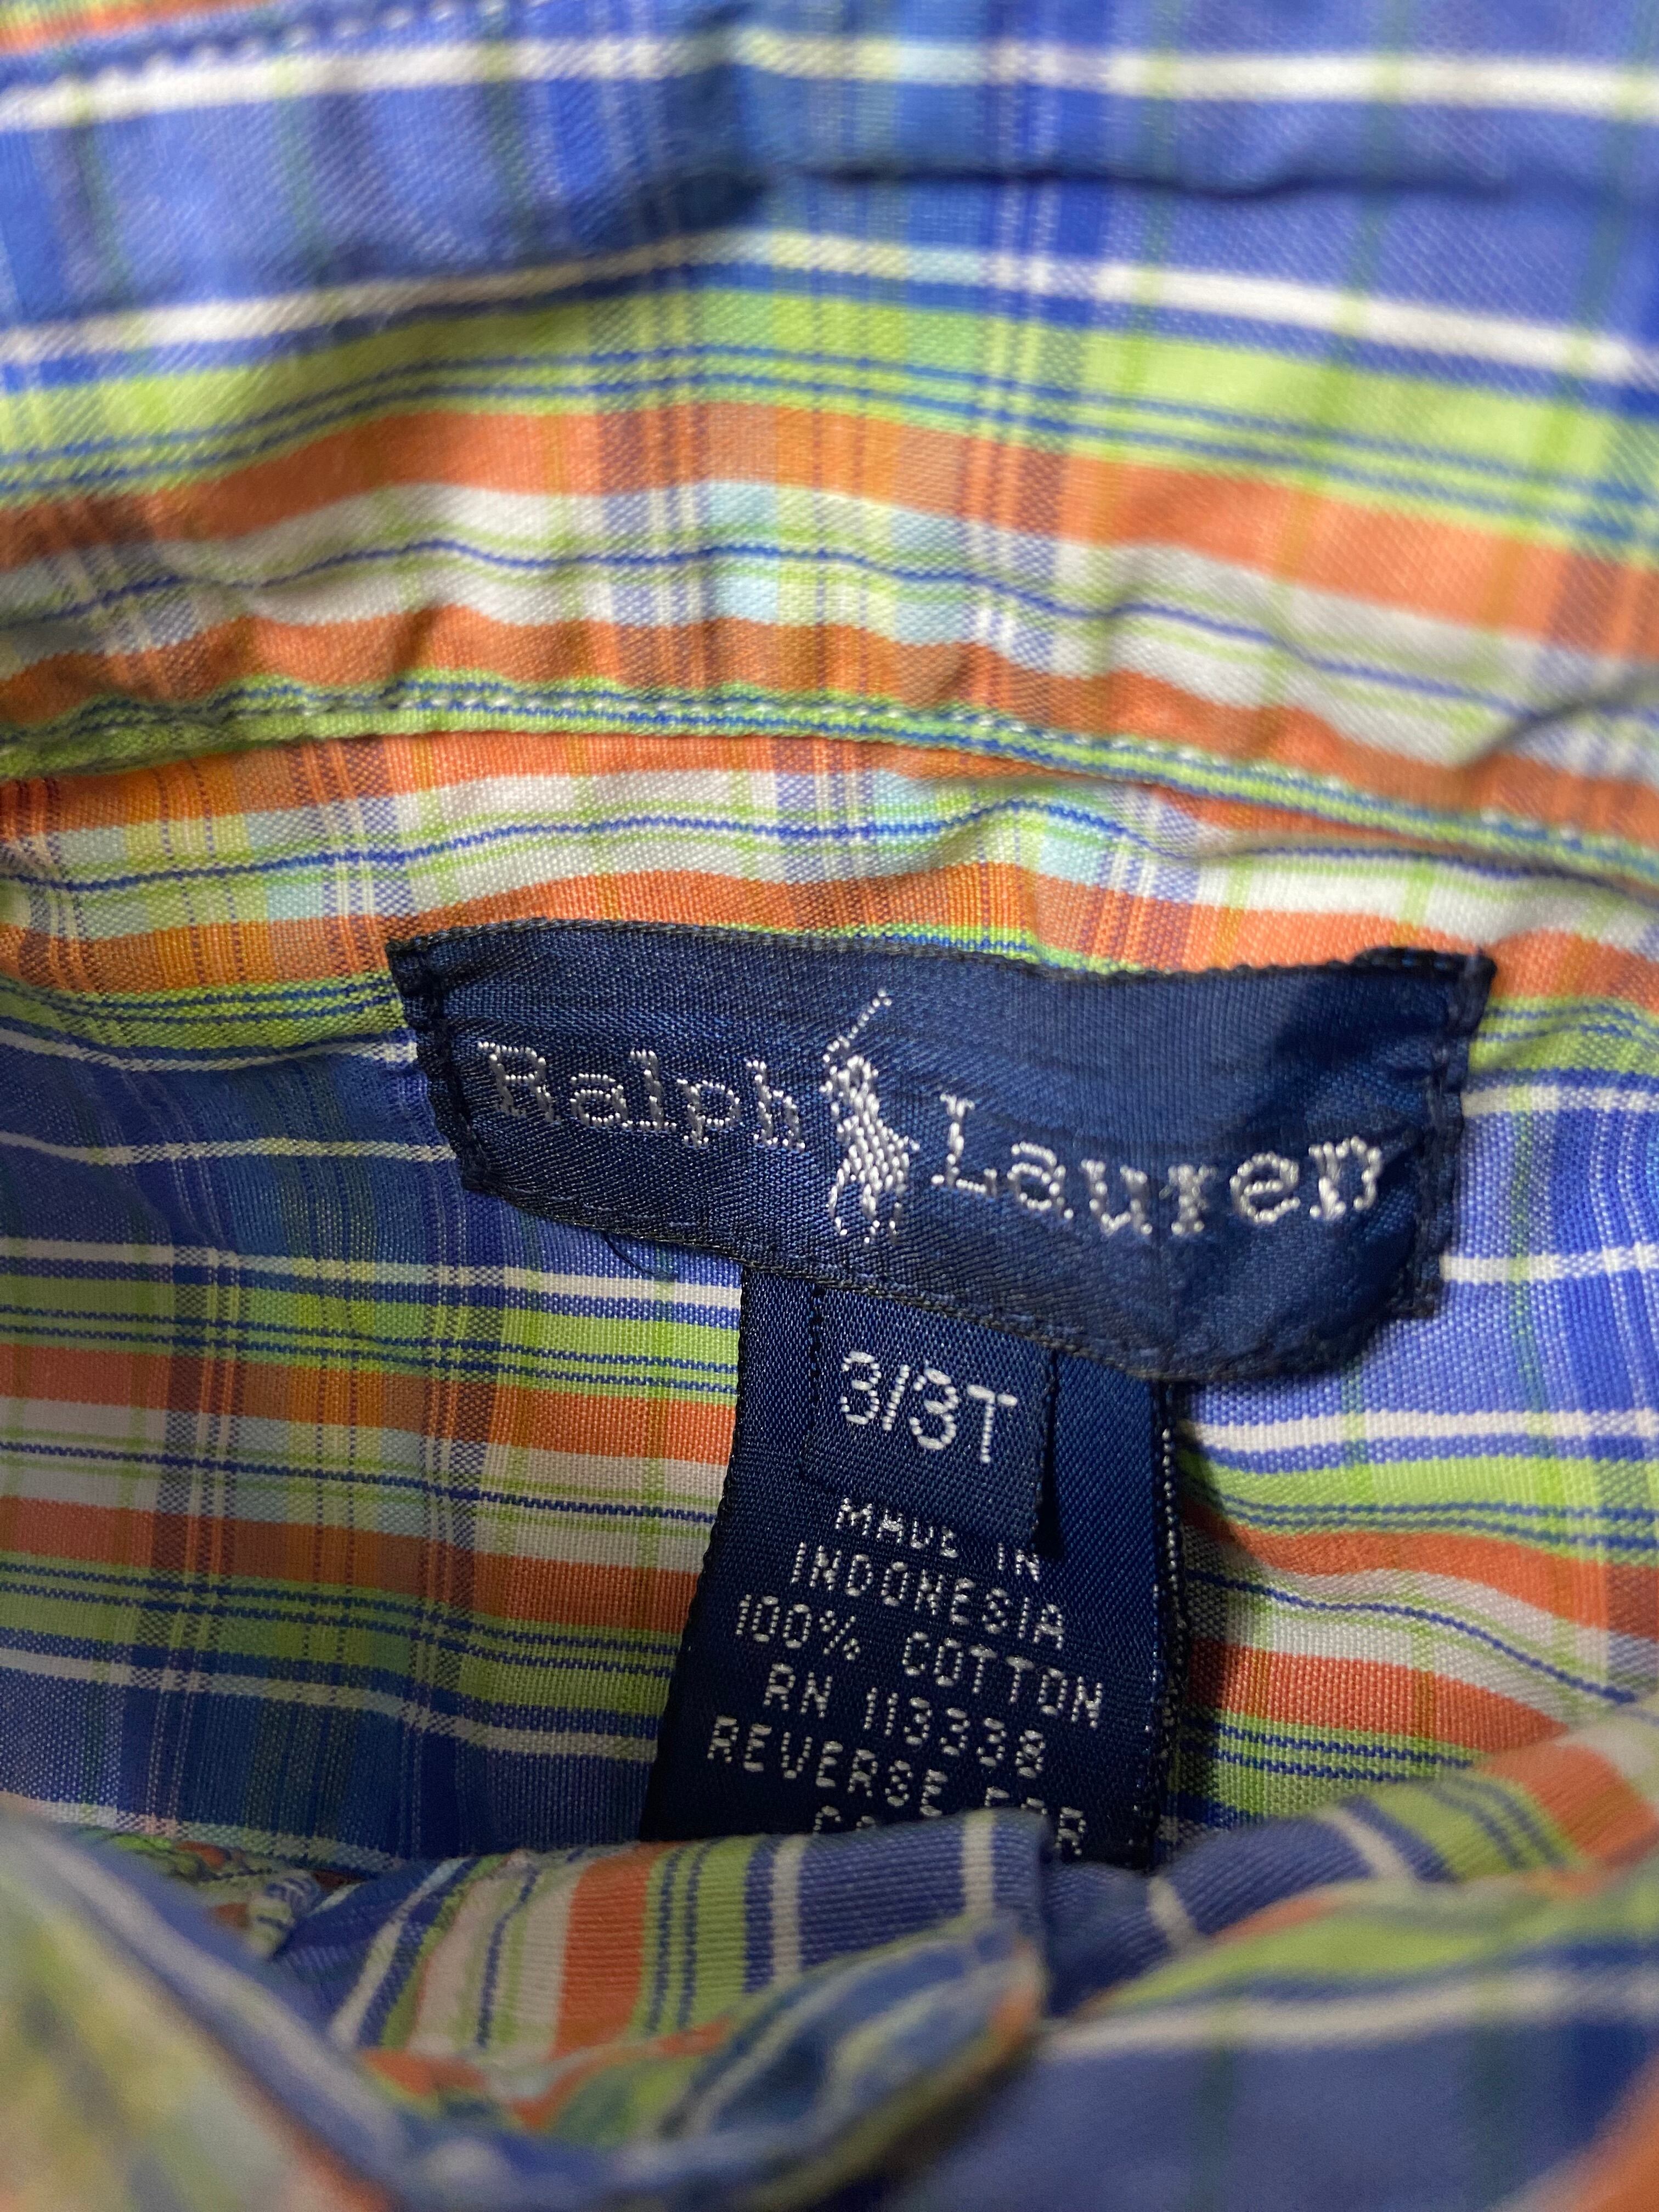 Ralph Lauren
3/3T
MADE IN
INDONESIA
100% COTTON
RN 113338
REVERSE FOR